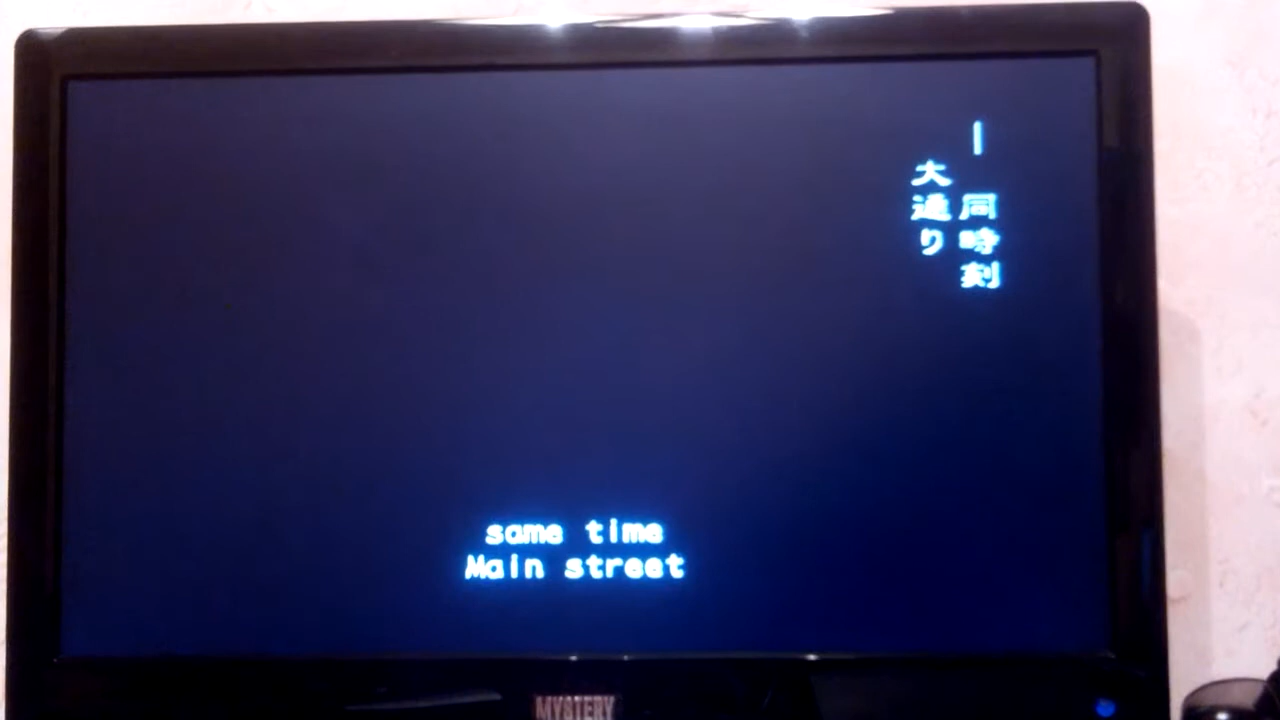 ― 同時刻
大通り
same time
Main street
MYSTERY